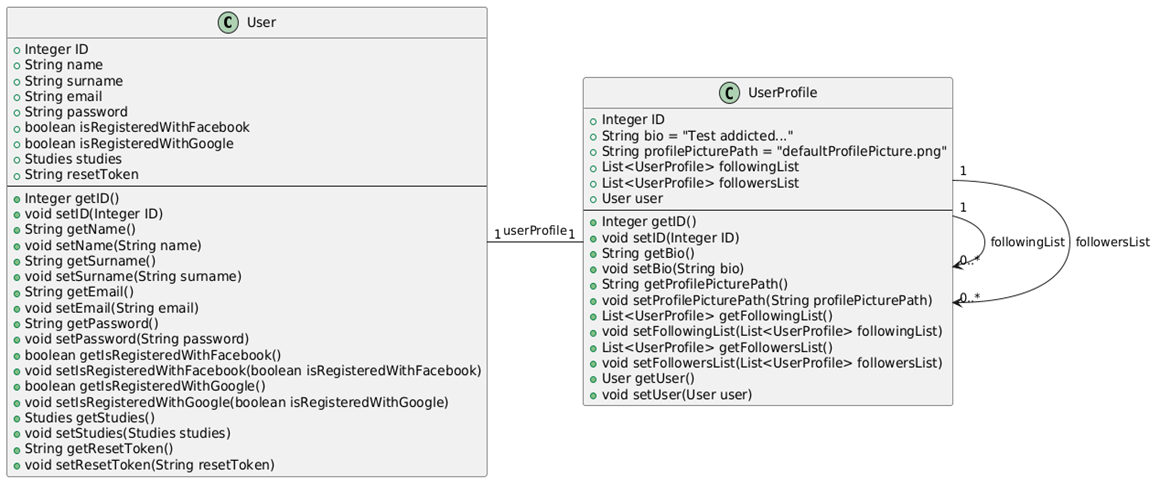 C User
Integer ID
String name
String surname
String email
String password
boolean isRegisteredWithFacebook
boolean isRegisteredWithGoogle
Studies studies
String resetToken
Integer getID()
void setID(Integer ID)
String getName()
void setName(String name)
String getSurname()
void setSurname(String surname)
String getEmail()
void setEmail(String email)
String getPassword()
void setPassword(String password)
boolean getIsRegisteredWithFacebook()
void setIsRegisteredWithFacebook(boolean isRegisteredWithFacebook)
boolean getIsRegisteredWithGoogle()
void setIsRegisteredWithGoogle(boolean isRegisteredWithGoogle)
Studies getStudies()
void setStudies(Studies studies)
String getResetToken()
void setResetToken(String resetToken)
1 userProfile 1
C UserProfile
Integer ID
String bio = "Test addicted..."
String profilePicturePath = "defaultProfilePicture.png"
List<UserProfile> followingList
List<UserProfile> followersList
User user
Integer getID()
void setID(Integer ID)
String getBio()
void setBio(String bio)
String getProfilePicturePath()
void setProfilePicturePath(String profilePicturePath)
List<UserProfile> getFollowingList()
void setFollowingList(List<UserProfile> followingList)
List<UserProfile> getFollowersList()
void setFollowersList(List<UserProfile> followersList)
User getUser()
void setUser(User user)
1
1
followingList
followersList
0..*
0..*